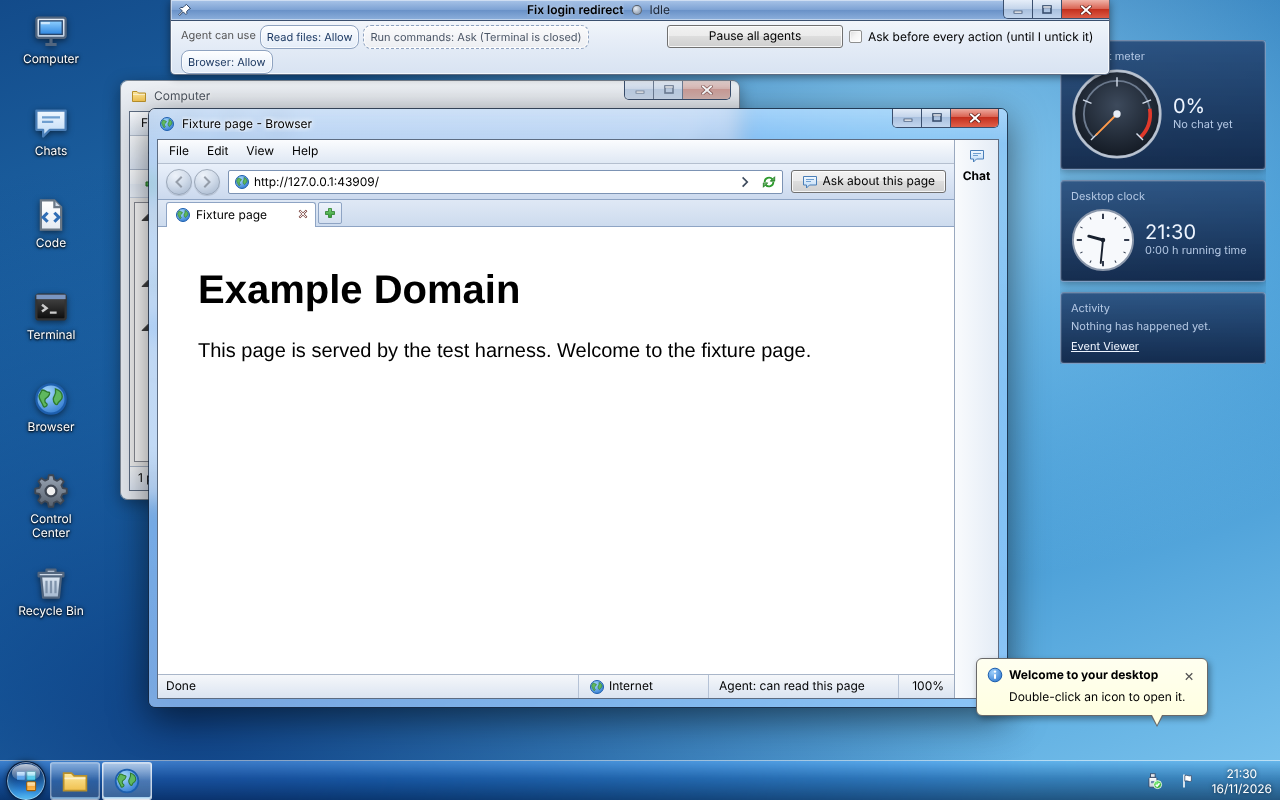 Fix login redirect Idle
Agent can use Read files: Allow Run commands: Ask (Terminal is closed) Pause all agents Ask before every action (until I untick it)
Browser: Allow
Computer
Chats
Code
Terminal
Browser
Control
Center
Recycle Bin
Computer
Fixture page - Browser
File Edit View Help
http://127.0.0.1:43909/ Ask about this page
Chat
Fixture page
Example Domain
This page is served by the test harness. Welcome to the fixture page.
Done Internet Agent: can read this page 100%
meter
0%
No chat yet
Desktop clock
21:30
0:00 h running time
Activity
Nothing has happened yet.
Event Viewer
Welcome to your desktop
Double-click an icon to open it.
21:30
16/11/2026